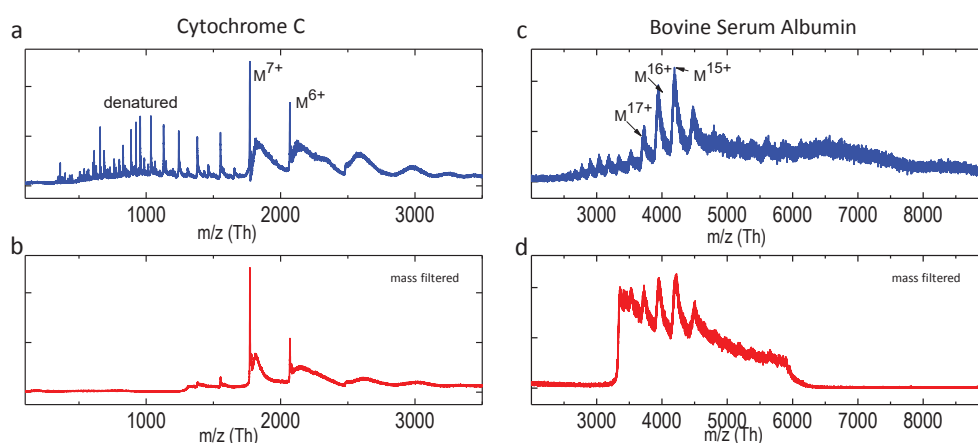 Cytochrome C
Bovine Serum Albumin
a
M7+
M6+
denatured
1000 2000 3000
m/z (Th)
c
M16+
M15+
M17+
3000 4000 5000 6000 7000 8000
m/z (Th)
b
mass filtered
1000 2000 3000
m/z (Th)
d
mass filtered
3000 4000 5000 6000 7000 8000
m/z (Th)